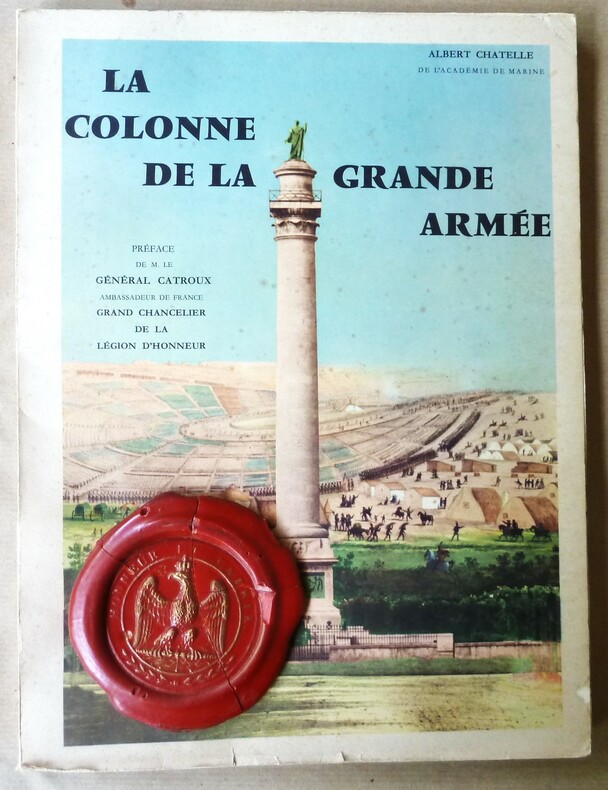 ALBERT CHATELLE
DE L'ACADÉMIE DE MARINE
LA
COLONNE
DE LA GRANDE
ARMÉE
PRÉFACE
DE M. LE
GÉNÉRAL CATROUX
AMBASSADEUR DE FRANCE
GRAND CHANCELIER
DE LA
LÉGION D'HONNEUR